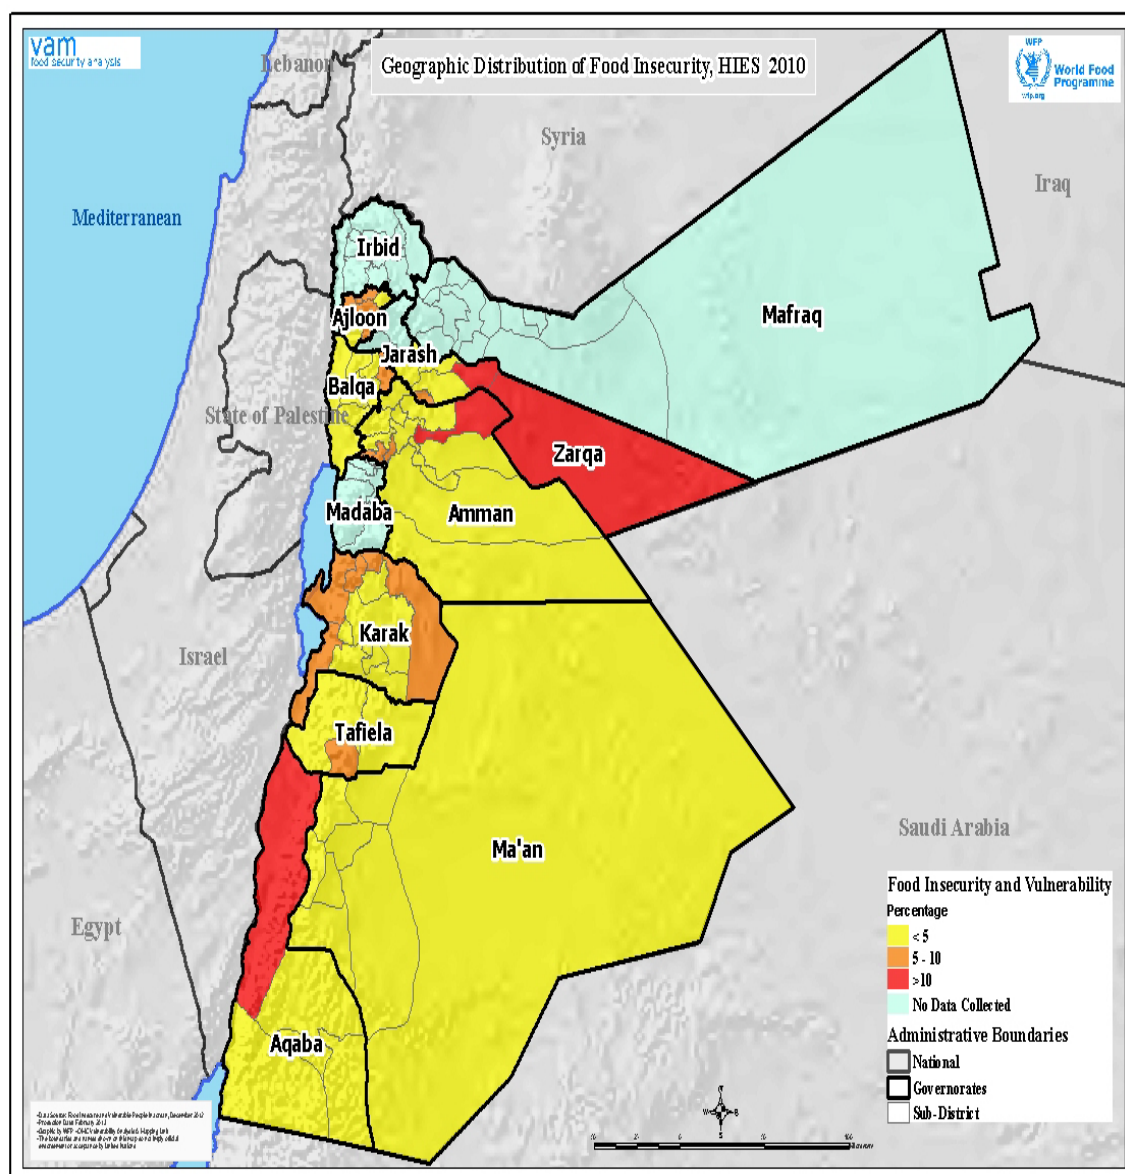 vam
food security analysis
Geographic Distribution of Food Insecurity, HIES 2010
WFP
wfp.org
World Food
Programme
Lebanon
Syria
Iraq
Mediterranean
Irbid
Mafraq
Ajloon
Jarash
Balqa
State of Palestine
Zarqa
Madaba
Amman
Karak
Israel
Tafiela
Ma'an
Saudi Arabia
Egypt
Aqaba
Food Insecurity and Vulnerability
Percentage
< 5
5 - 10
>10
No Data Collected
Administrative Boundaries
National
Governorates
Sub-District